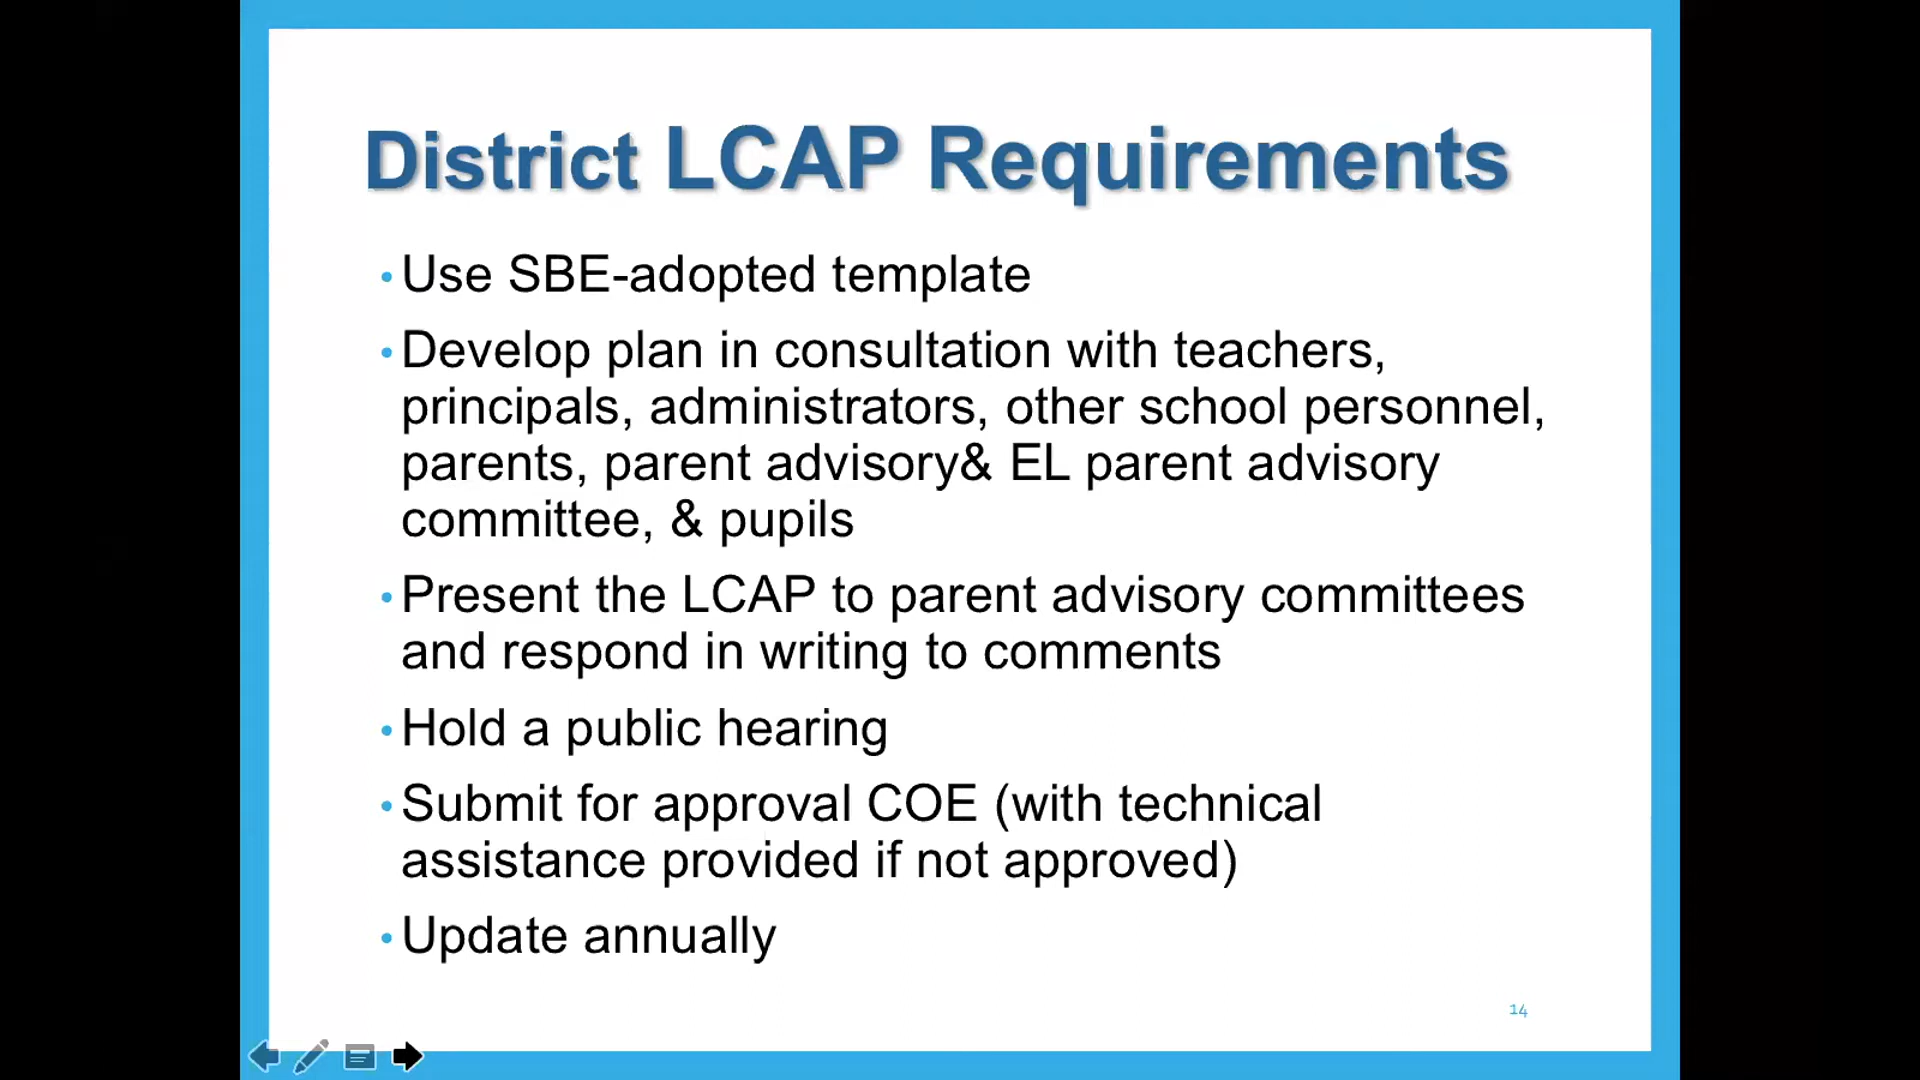 District LCAP Requirements
• Use SBE-adopted template
• Develop plan in consultation with teachers,
principals, administrators, other school personnel,
parents, parent advisory& EL parent advisory
committee, & pupils
• Present the LCAP to parent advisory committees
and respond in writing to comments
• Hold a public hearing
• Submit for approval COE (with technical
assistance provided if not approved)
• Update annually
14